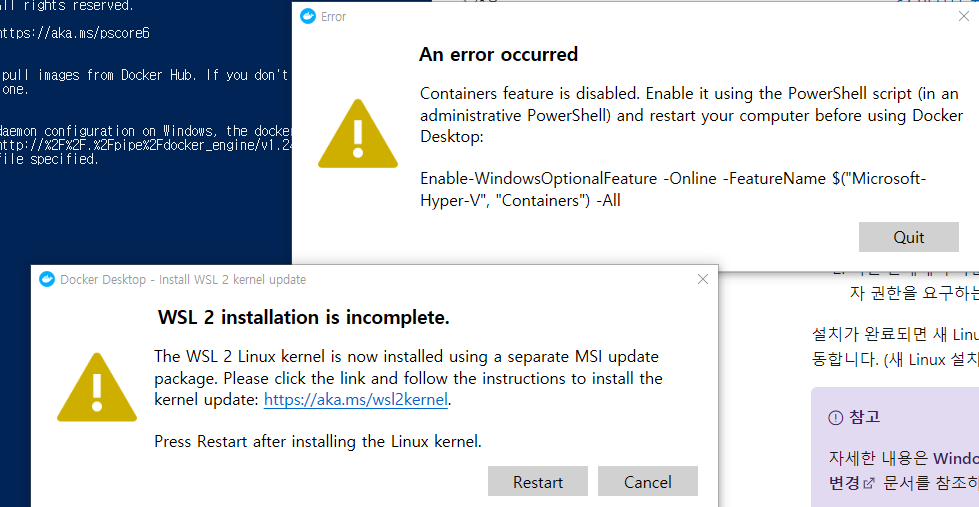 ll rights reserved.
https://aka.ms/pscore6
pull images from Docker Hub. If you don't
one.
daemon configuration on Windows, the docker
http://%2F%2F.%2Fpipe%2Fdocker_engine/v1.24
file specified.
Error
An error occurred
Containers feature is disabled. Enable it using the PowerShell script (in an
administrative PowerShell) and restart your computer before using Docker
Desktop:
Enable-WindowsOptionalFeature -Online -FeatureName $("Microsoft-
Hyper-V", "Containers") -All
Quit
Docker Desktop - Install WSL 2 kernel update
WSL 2 installation is incomplete.
The WSL 2 Linux kernel is now installed using a separate MSI update
package. Please click the link and follow the instructions to install the
kernel update: https://aka.ms/wsl2kernel.
Press Restart after installing the Linux kernel.
Restart
Cancel
자 권한을 요구하는
설치가 완료되면 새 Linux
동합니다. (새 Linux 설치
참고
자세한 내용은 Windo
변경 문서를 참조하